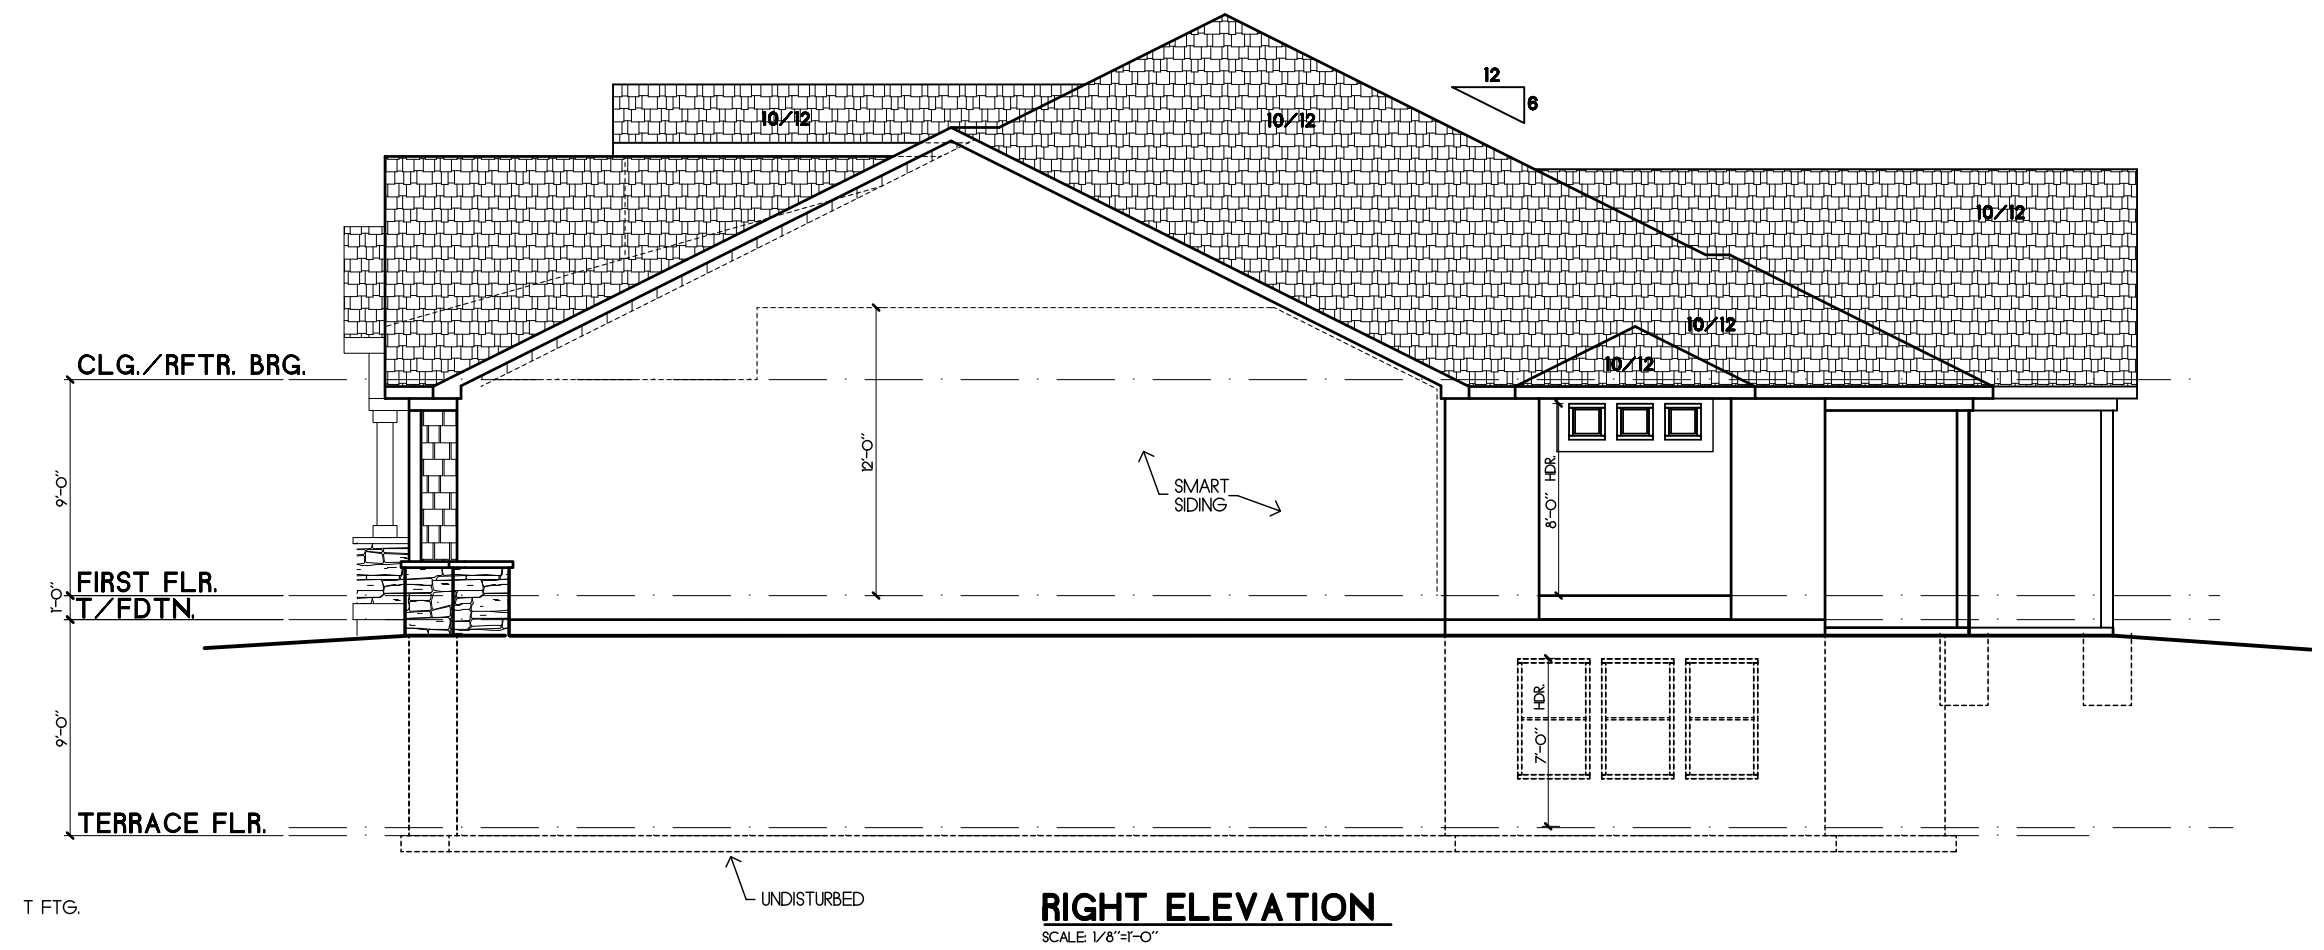 12
6
10/12
10/12
10/12
10/12
10/12
CLG./RFTR. BRG.
9'-0"
12'-0"
SMART
SIDING
8'-0" HDR.
FIRST FLR.
1'-0"
T/FDTN.
9'-0"
7'-0" HDR.
TERRACE FLR.
UNDISTURBED
T FTG.
RIGHT ELEVATION
SCALE: 1/8"=1'-0"